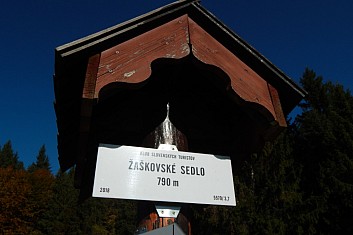 KLUB SLOVENSKÝCH TURISTOV
ŽAŠKOVSKÉ SEDLO
790 m
2018